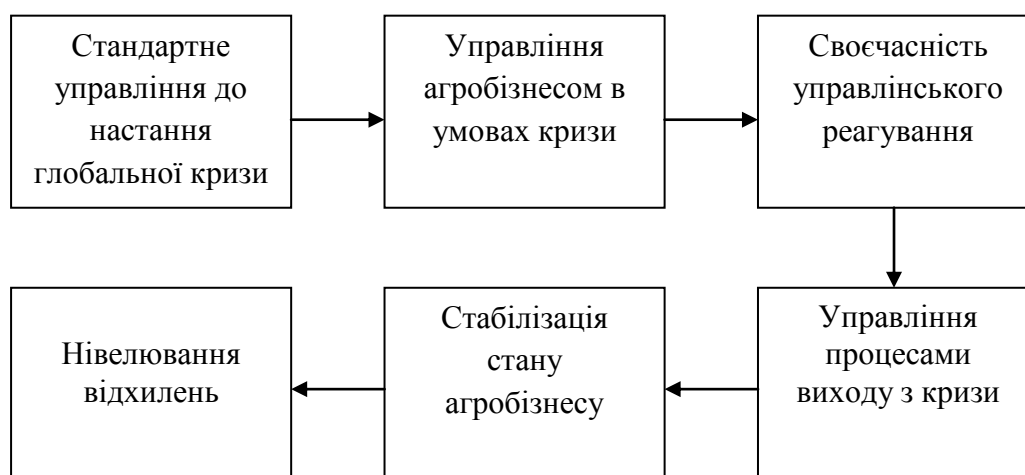 Стандартне
управління до
настання
глобальної кризи
Управління
агробізнесом в
умовах кризи
Своєчасність
управлінського
реагування
Управління
процесами
виходу з кризи
Стабілізація
стану
агробізнесу
Нівелювання
відхилень